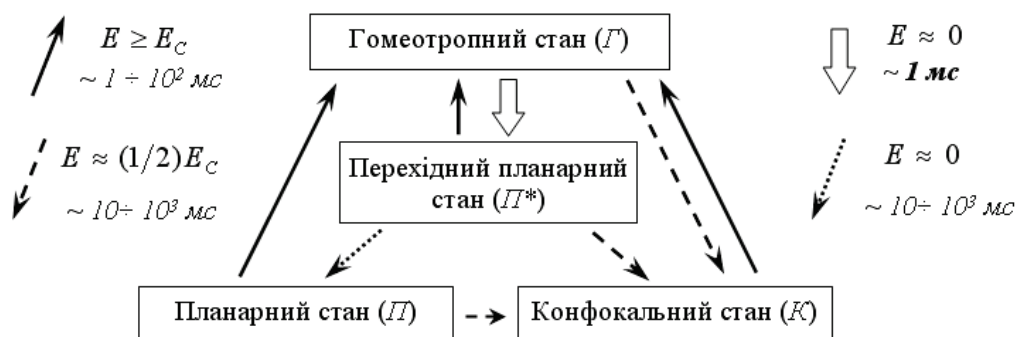 E ≥ E_C
~ 1 ÷ 10² мс
E ≈ (1/2)E_C
~ 10÷ 10³ мс
Гомеотропний стан (Г)
Перехідний планарний
стан (П*)
Планарний стан (П)
Конфокальний стан (К)
E ≈ 0
~ 1 мс
E ≈ 0
~ 10÷ 10³ мс